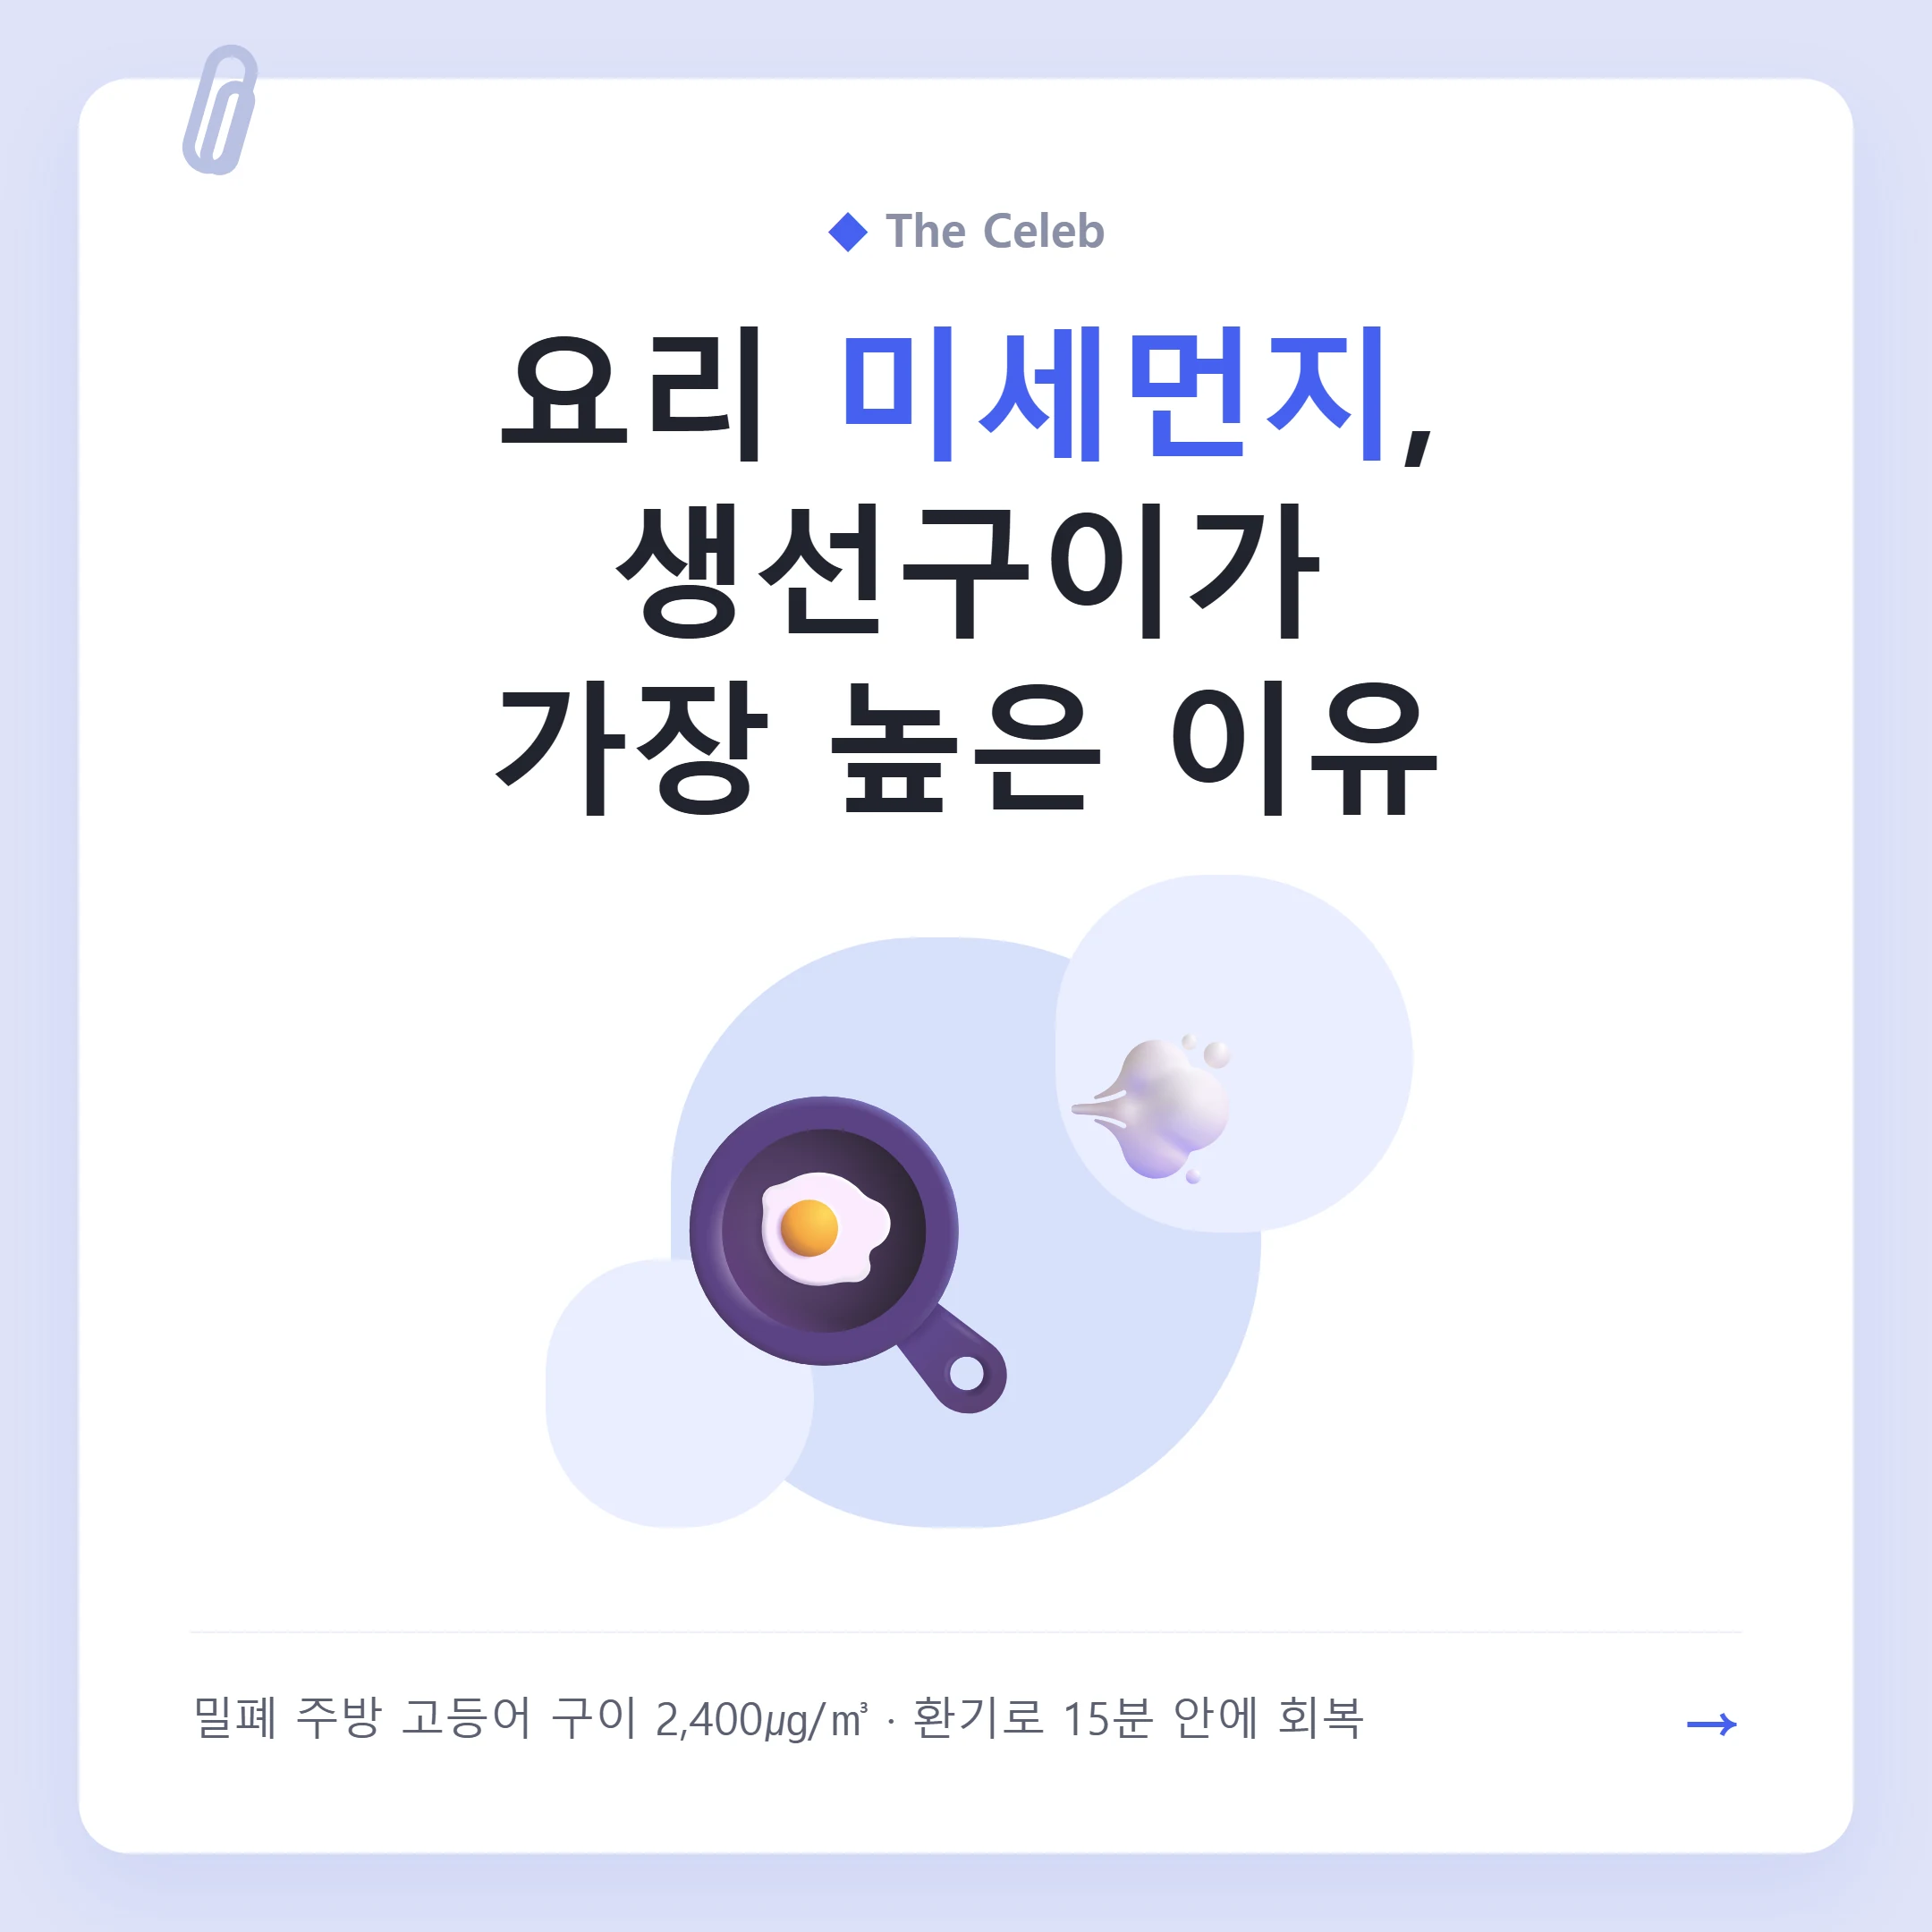 ◆ The Celeb
요리 미세먼지,
생선구이가
가장 높은 이유
밀폐 주방 고등어 구이 2,400μg/㎥ · 환기로 15분 안에 회복 →